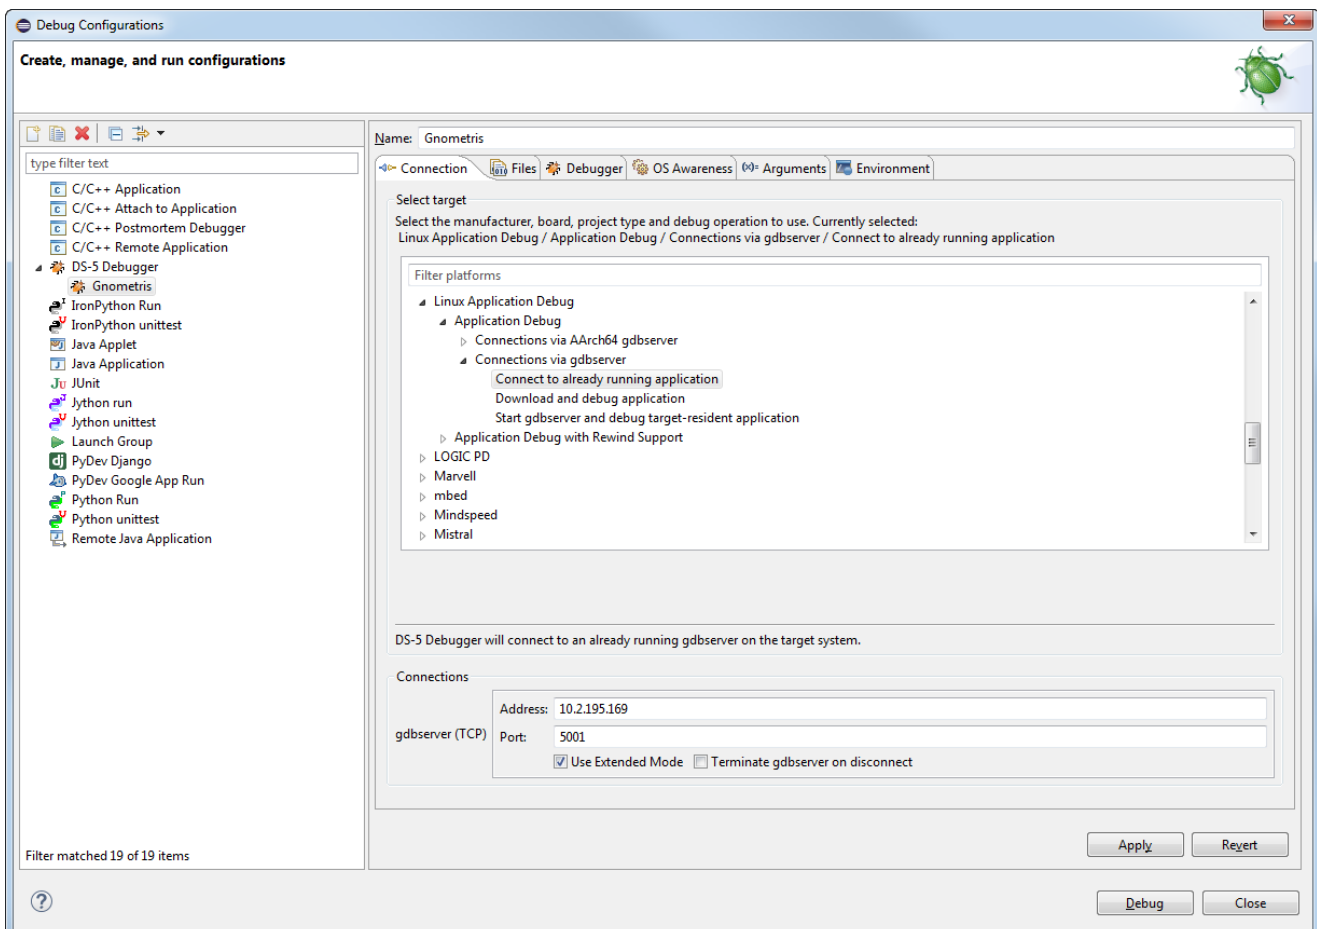 Debug Configurations
Create, manage, and run configurations
type filter text
C/C++ Application
C/C++ Attach to Application
C/C++ Postmortem Debugger
C/C++ Remote Application
DS-5 Debugger
Gnometris
IronPython Run
IronPython unittest
Java Applet
Java Application
JUnit
Jython run
Jython unittest
Launch Group
PyDev Django
PyDev Google App Run
Python Run
Python unittest
Remote Java Application
Filter matched 19 of 19 items
Name: Gnometris
Connection Files Debugger OS Awareness Arguments Environment
Select target
Select the manufacturer, board, project type and debug operation to use. Currently selected:
Linux Application Debug / Application Debug / Connections via gdbserver / Connect to already running application
Filter platforms
Linux Application Debug
Application Debug
Connections via AArch64 gdbserver
Connections via gdbserver
Connect to already running application
Download and debug application
Start gdbserver and debug target-resident application
Application Debug with Rewind Support
LOGIC PD
Marvell
mbed
Mindspeed
Mistral
DS-5 Debugger will connect to an already running gdbserver on the target system.
Connections
gdbserver (TCP)
Address: 10.2.195.169
Port: 5001
Use Extended Mode Terminate gdbserver on disconnect
Apply Revert
Debug Close